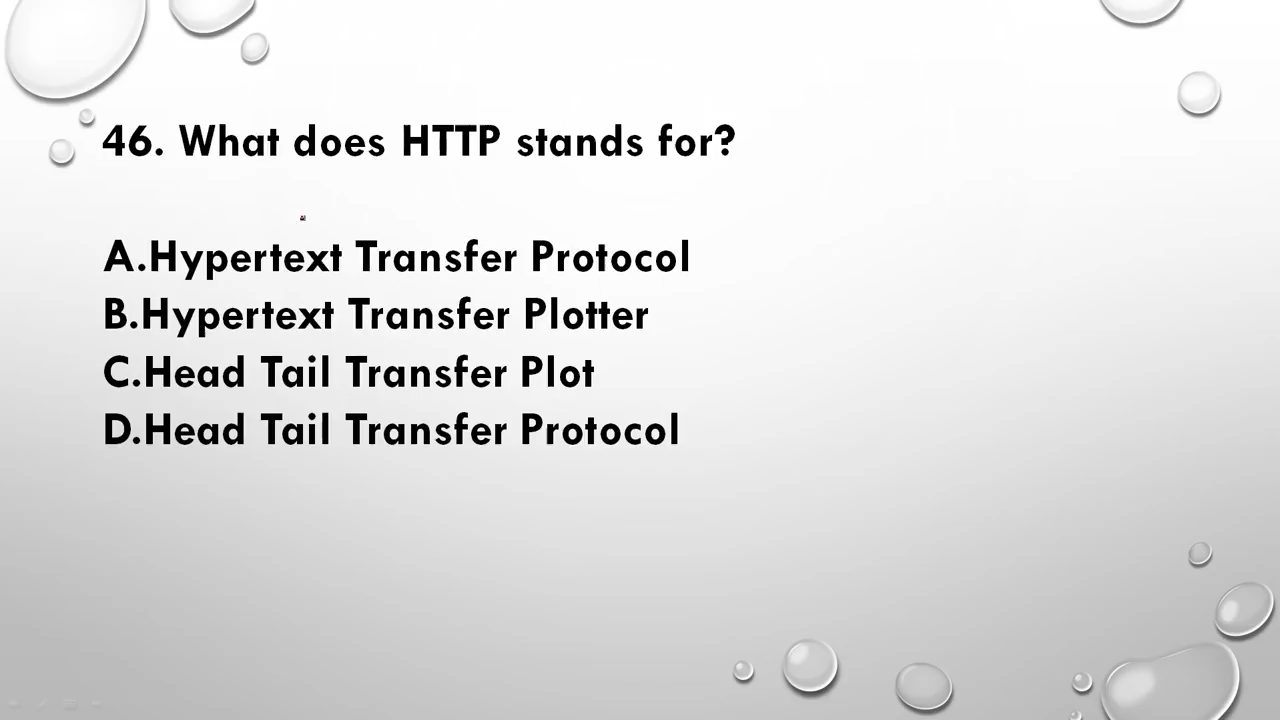 46. What does HTTP stands for?
A.Hypertext Transfer Protocol
B.Hypertext Transfer Plotter
C.Head Tail Transfer Plot
D.Head Tail Transfer Protocol